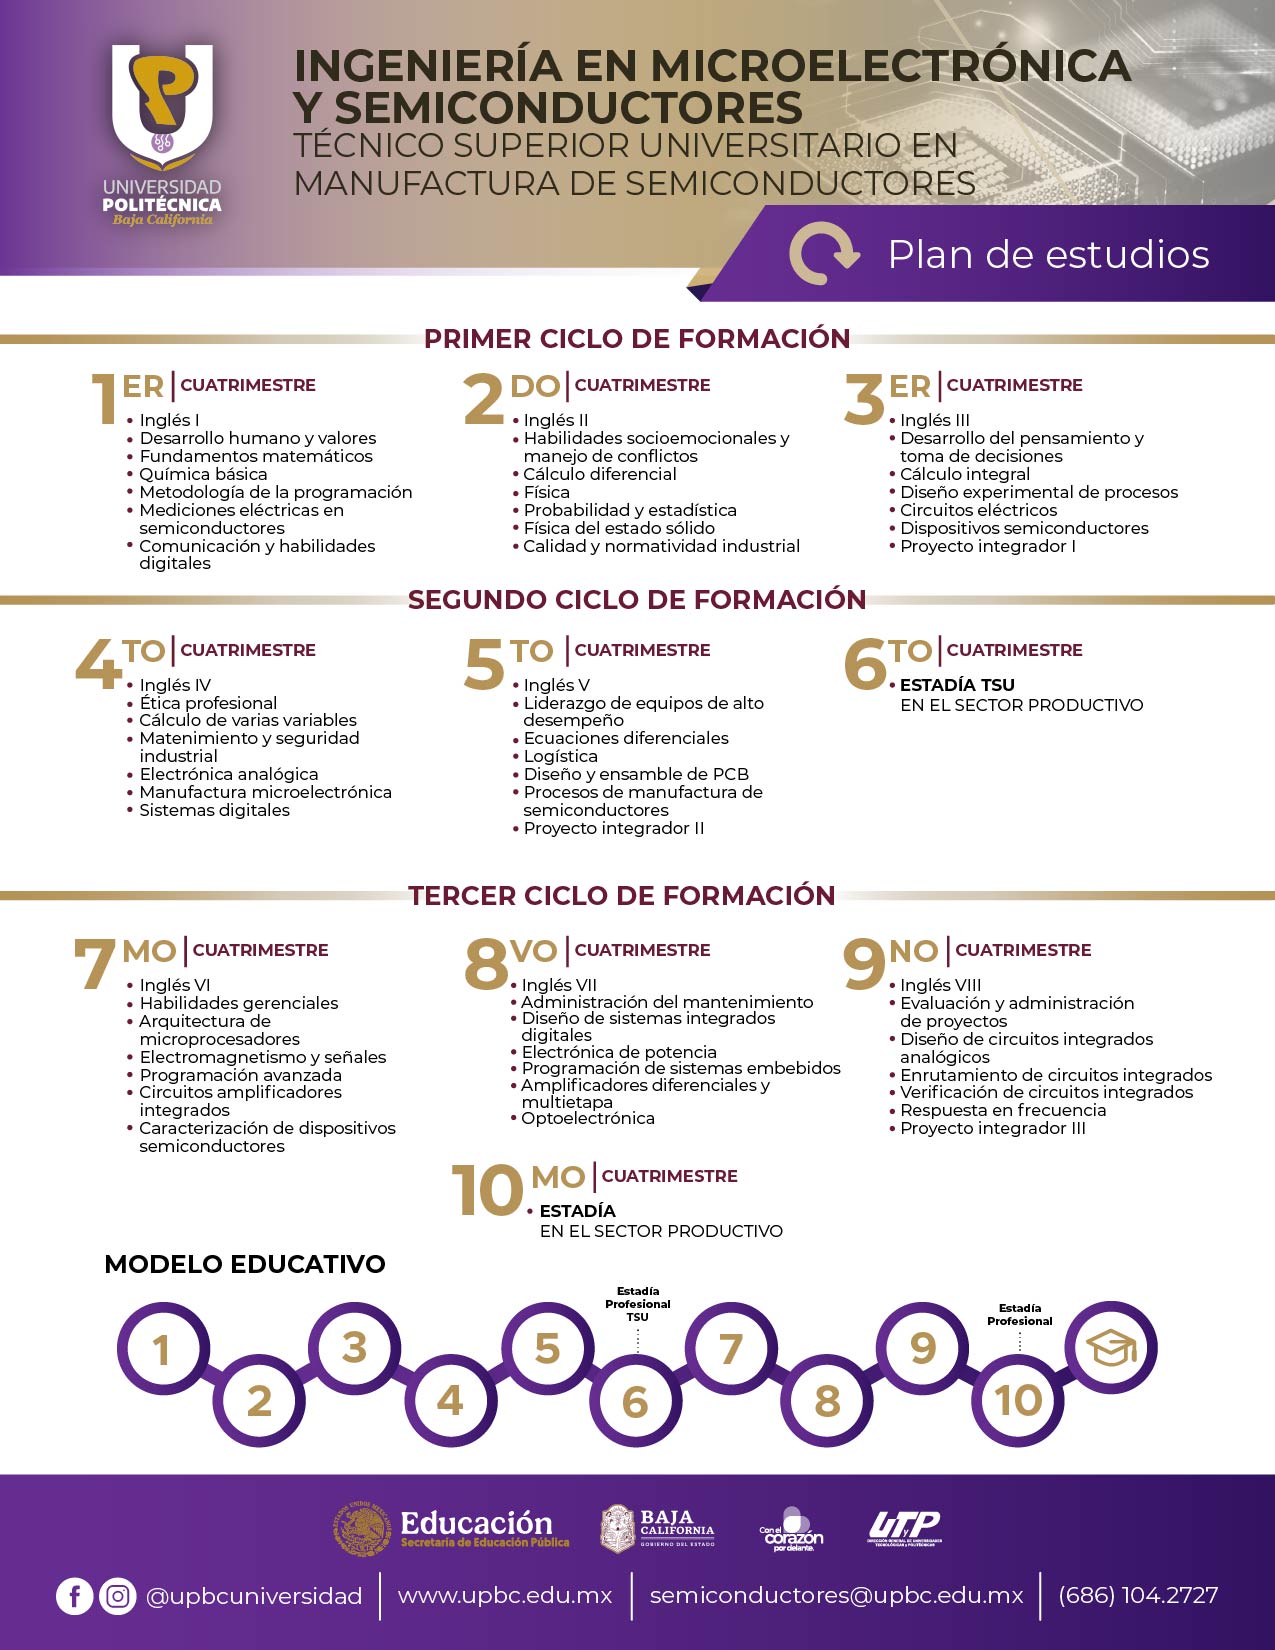 INGENIERÍA EN MICROELECTRÓNICA
Y SEMICONDUCTORES
TÉCNICO SUPERIOR UNIVERSITARIO EN
MANUFACTURA DE SEMICONDUCTORES
UNIVERSIDAD
POLITÉCNICA
Baja California
Plan de estudios
PRIMER CICLO DE FORMACIÓN
1ER | CUATRIMESTRE
• Inglés I
• Desarrollo humano y valores
• Fundamentos matemáticos
• Química básica
• Metodología de la programación
• Mediciones eléctricas en
semiconductores
• Comunicación y habilidades
digitales
2DO | CUATRIMESTRE
• Inglés II
• Habilidades socioemocionales y
manejo de conflictos
• Cálculo diferencial
• Física
• Probabilidad y estadística
• Física del estado sólido
• Calidad y normatividad industrial
3ER | CUATRIMESTRE
• Inglés III
• Desarrollo del pensamiento y
toma de decisiones
• Cálculo integral
• Diseño experimental de procesos
• Circuitos eléctricos
• Dispositivos semiconductores
• Proyecto integrador I
SEGUNDO CICLO DE FORMACIÓN
4TO | CUATRIMESTRE
• Inglés IV
• Ética profesional
• Cálculo de varias variables
• Matenimiento y seguridad
industrial
• Electrónica analógica
• Manufactura microelectrónica
• Sistemas digitales
5TO | CUATRIMESTRE
• Inglés V
• Liderazgo de equipos de alto
desempeño
• Ecuaciones diferenciales
• Logística
• Diseño y ensamble de PCB
• Procesos de manufactura de
semiconductores
• Proyecto integrador II
6TO | CUATRIMESTRE
• ESTADÍA TSU
EN EL SECTOR PRODUCTIVO
TERCER CICLO DE FORMACIÓN
7MO | CUATRIMESTRE
• Inglés VI
• Habilidades gerenciales
• Arquitectura de
microprocesadores
• Electromagnetismo y señales
• Programación avanzada
• Circuitos amplificadores
integrados
• Caracterización de dispositivos
semiconductores
8VO | CUATRIMESTRE
• Inglés VII
• Administración del mantenimiento
• Diseño de sistemas integrados
digitales
• Electrónica de potencia
• Programación de sistemas embebidos
• Amplificadores diferenciales y
multietapa
• Optoelectrónica
9NO | CUATRIMESTRE
• Inglés VIII
• Evaluación y administración
de proyectos
• Diseño de circuitos integrados
analógicos
• Enrutamiento de circuitos integrados
• Verificación de circuitos integrados
• Respuesta en frecuencia
• Proyecto integrador III
10MO | CUATRIMESTRE
• ESTADÍA
EN EL SECTOR PRODUCTIVO
MODELO EDUCATIVO
1
2
3
4
5
Estadía
Profesional
TSU
6
7
8
9
Estadía
Profesional
10
ESTADOS UNIDOS MEXICANOS
Educación
Secretaría de Educación Pública
BAJA
CALIFORNIA
GOBIERNO DEL ESTADO
Con el
corazón
por delante.
UTyP
DIRECCIÓN GENERAL DE UNIVERSIDADES
TECNOLÓGICAS y POLITÉCNICAS
@upbcuniversidad | www.upbc.edu.mx | semiconductores@upbc.edu.mx | (686) 104.2727